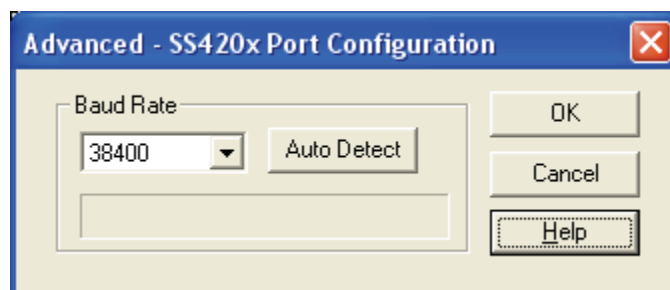 Advanced - SS420x Port Configuration
Baud Rate
38400
Auto Detect
OK
Cancel
Help